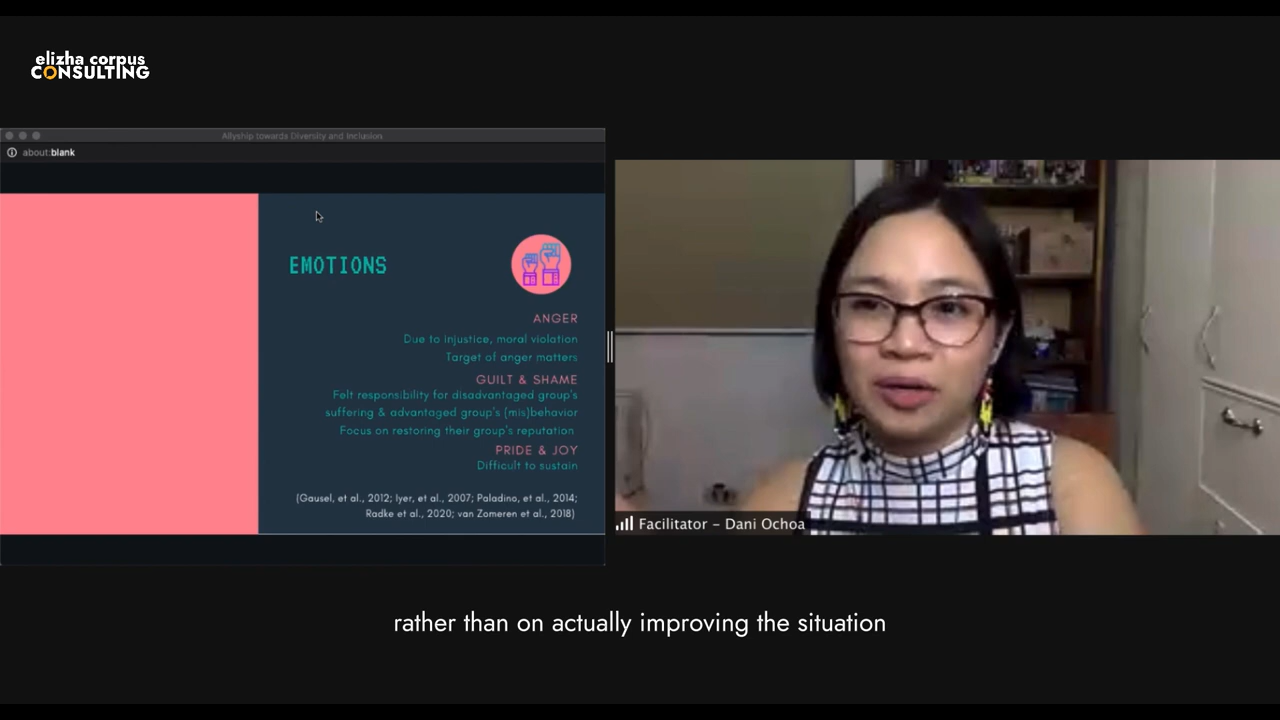 elizha corpus
CONSULTING
Allyship towards Diversity and Inclusion
about:blank
EMOTIONS
ANGER
Due to injustice, moral violation
Target of anger matters
GUILT & SHAME
Felt responsibility for disadvantaged group's
suffering & advantaged group's (mis)behavior
Focus on restoring their group's reputation
PRIDE & JOY
Difficult to sustain
(Gausel, et al., 2012; Iyer, et al., 2007; Paladino, et al., 2014;
Radke et al., 2020; van Zomeren et al., 2018)
Facilitator – Dani Ochoa
rather than on actually improving the situation